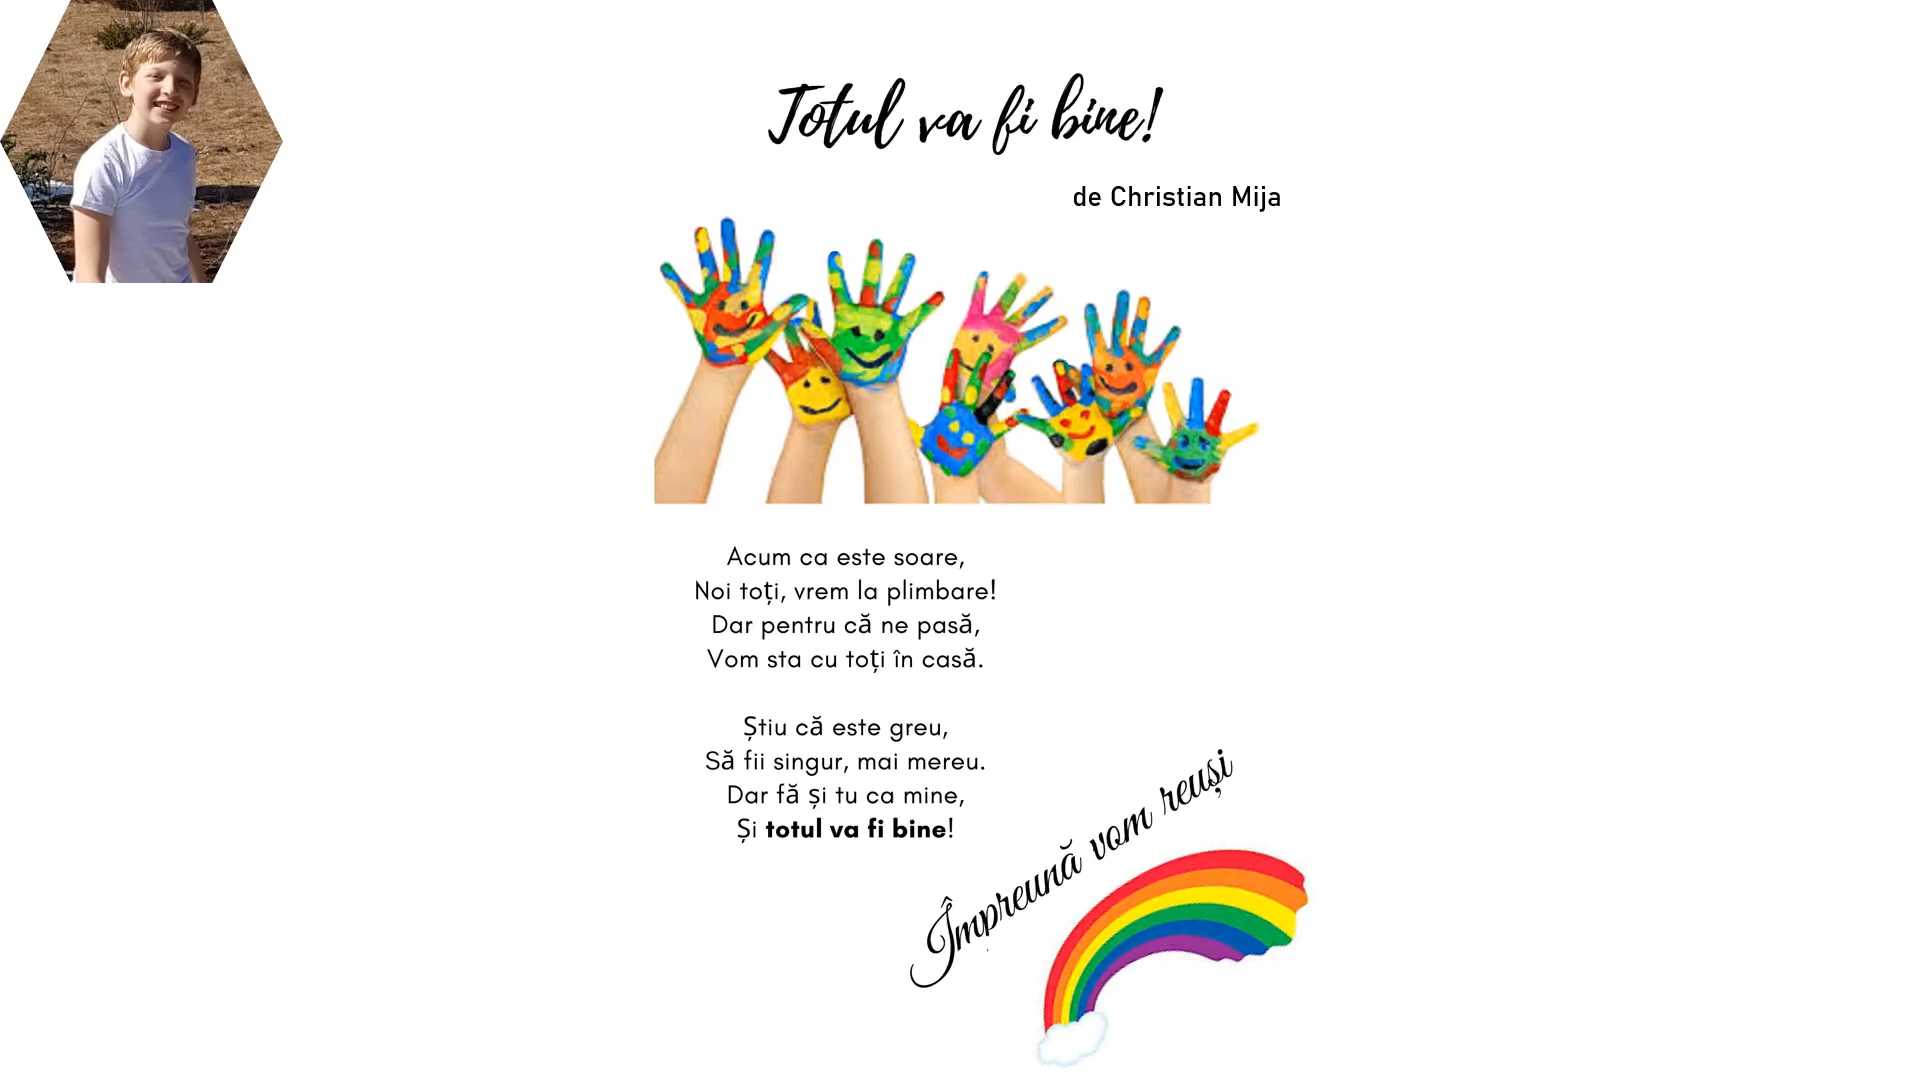 Totul va fi bine!
de Christian Mija
Acum ca este soare,
Noi toți, vrem la plimbare!
Dar pentru că ne pasă,
Vom sta cu toți în casă.
Știu că este greu,
Să fii singur, mai mereu.
Dar fă și tu ca mine,
Și totul va fi bine!
Împreună vom reuși